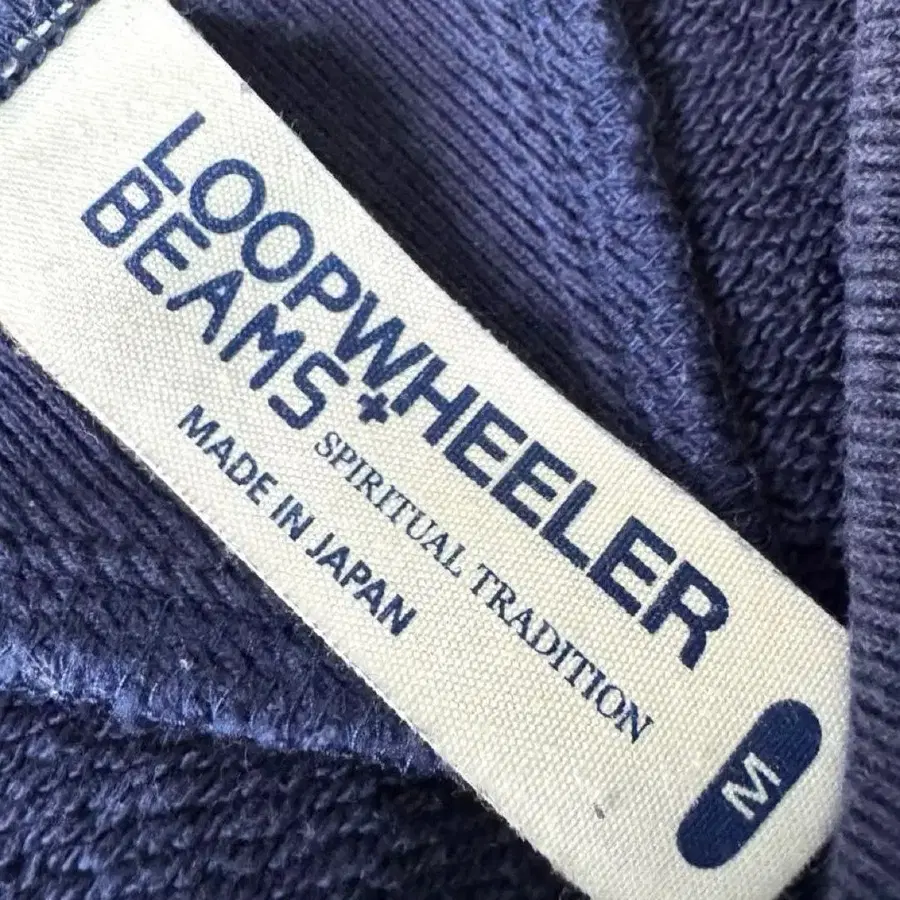 LOOPWHEELER
BEAMS+
SPIRITUAL TRADITION
MADE IN JAPAN
M